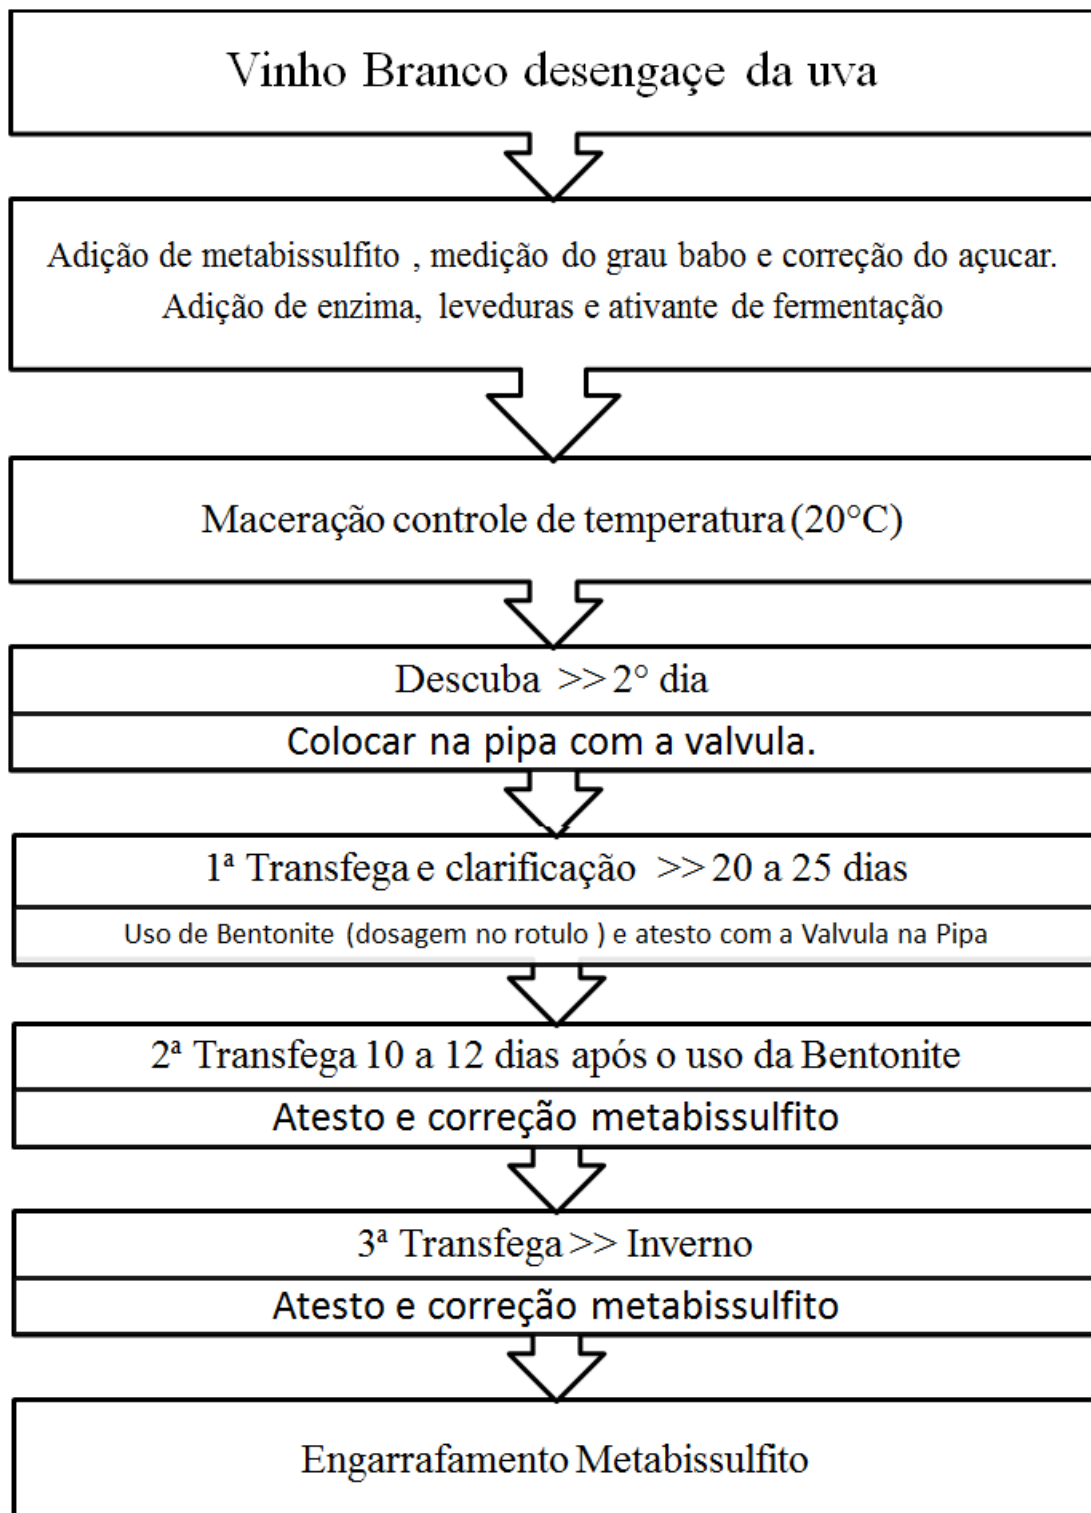 Vinho Branco desengaçe da uva
Adição de metabissulfito , medição do grau babo e correção do açucar.
Adição de enzima, leveduras e ativante de fermentação
Maceração controle de temperatura (20°C)
Descuba >> 2° dia
Colocar na pipa com a valvula.
1ª Transfega e clarificação >> 20 a 25 dias
Uso de Bentonite (dosagem no rotulo ) e atesto com a Valvula na Pipa
2ª Transfega 10 a 12 dias após o uso da Bentonite
Atesto e correção metabissulfito
3ª Transfega >> Inverno
Atesto e correção metabissulfito
Engarrafamento Metabissulfito